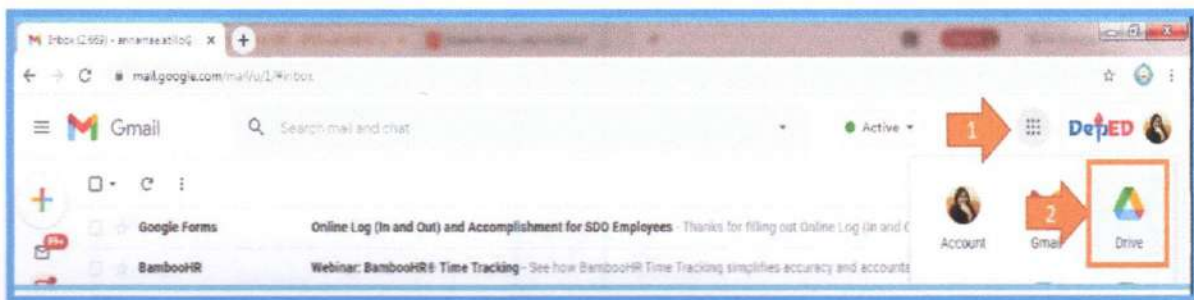 Gmail
Search mail and chat
Active
1
DepED
mail.google.com/mail/u/1/#inbox
Google Forms Online Log (In and Out) and Accomplishment for SDO Employees - Thanks for filling out Online Log (In and
BambooHR Webinar: BambooHR® Time Tracking - See how BambooHR Time Tracking simplifies accuracy and
Account
2
Gmail
Drive